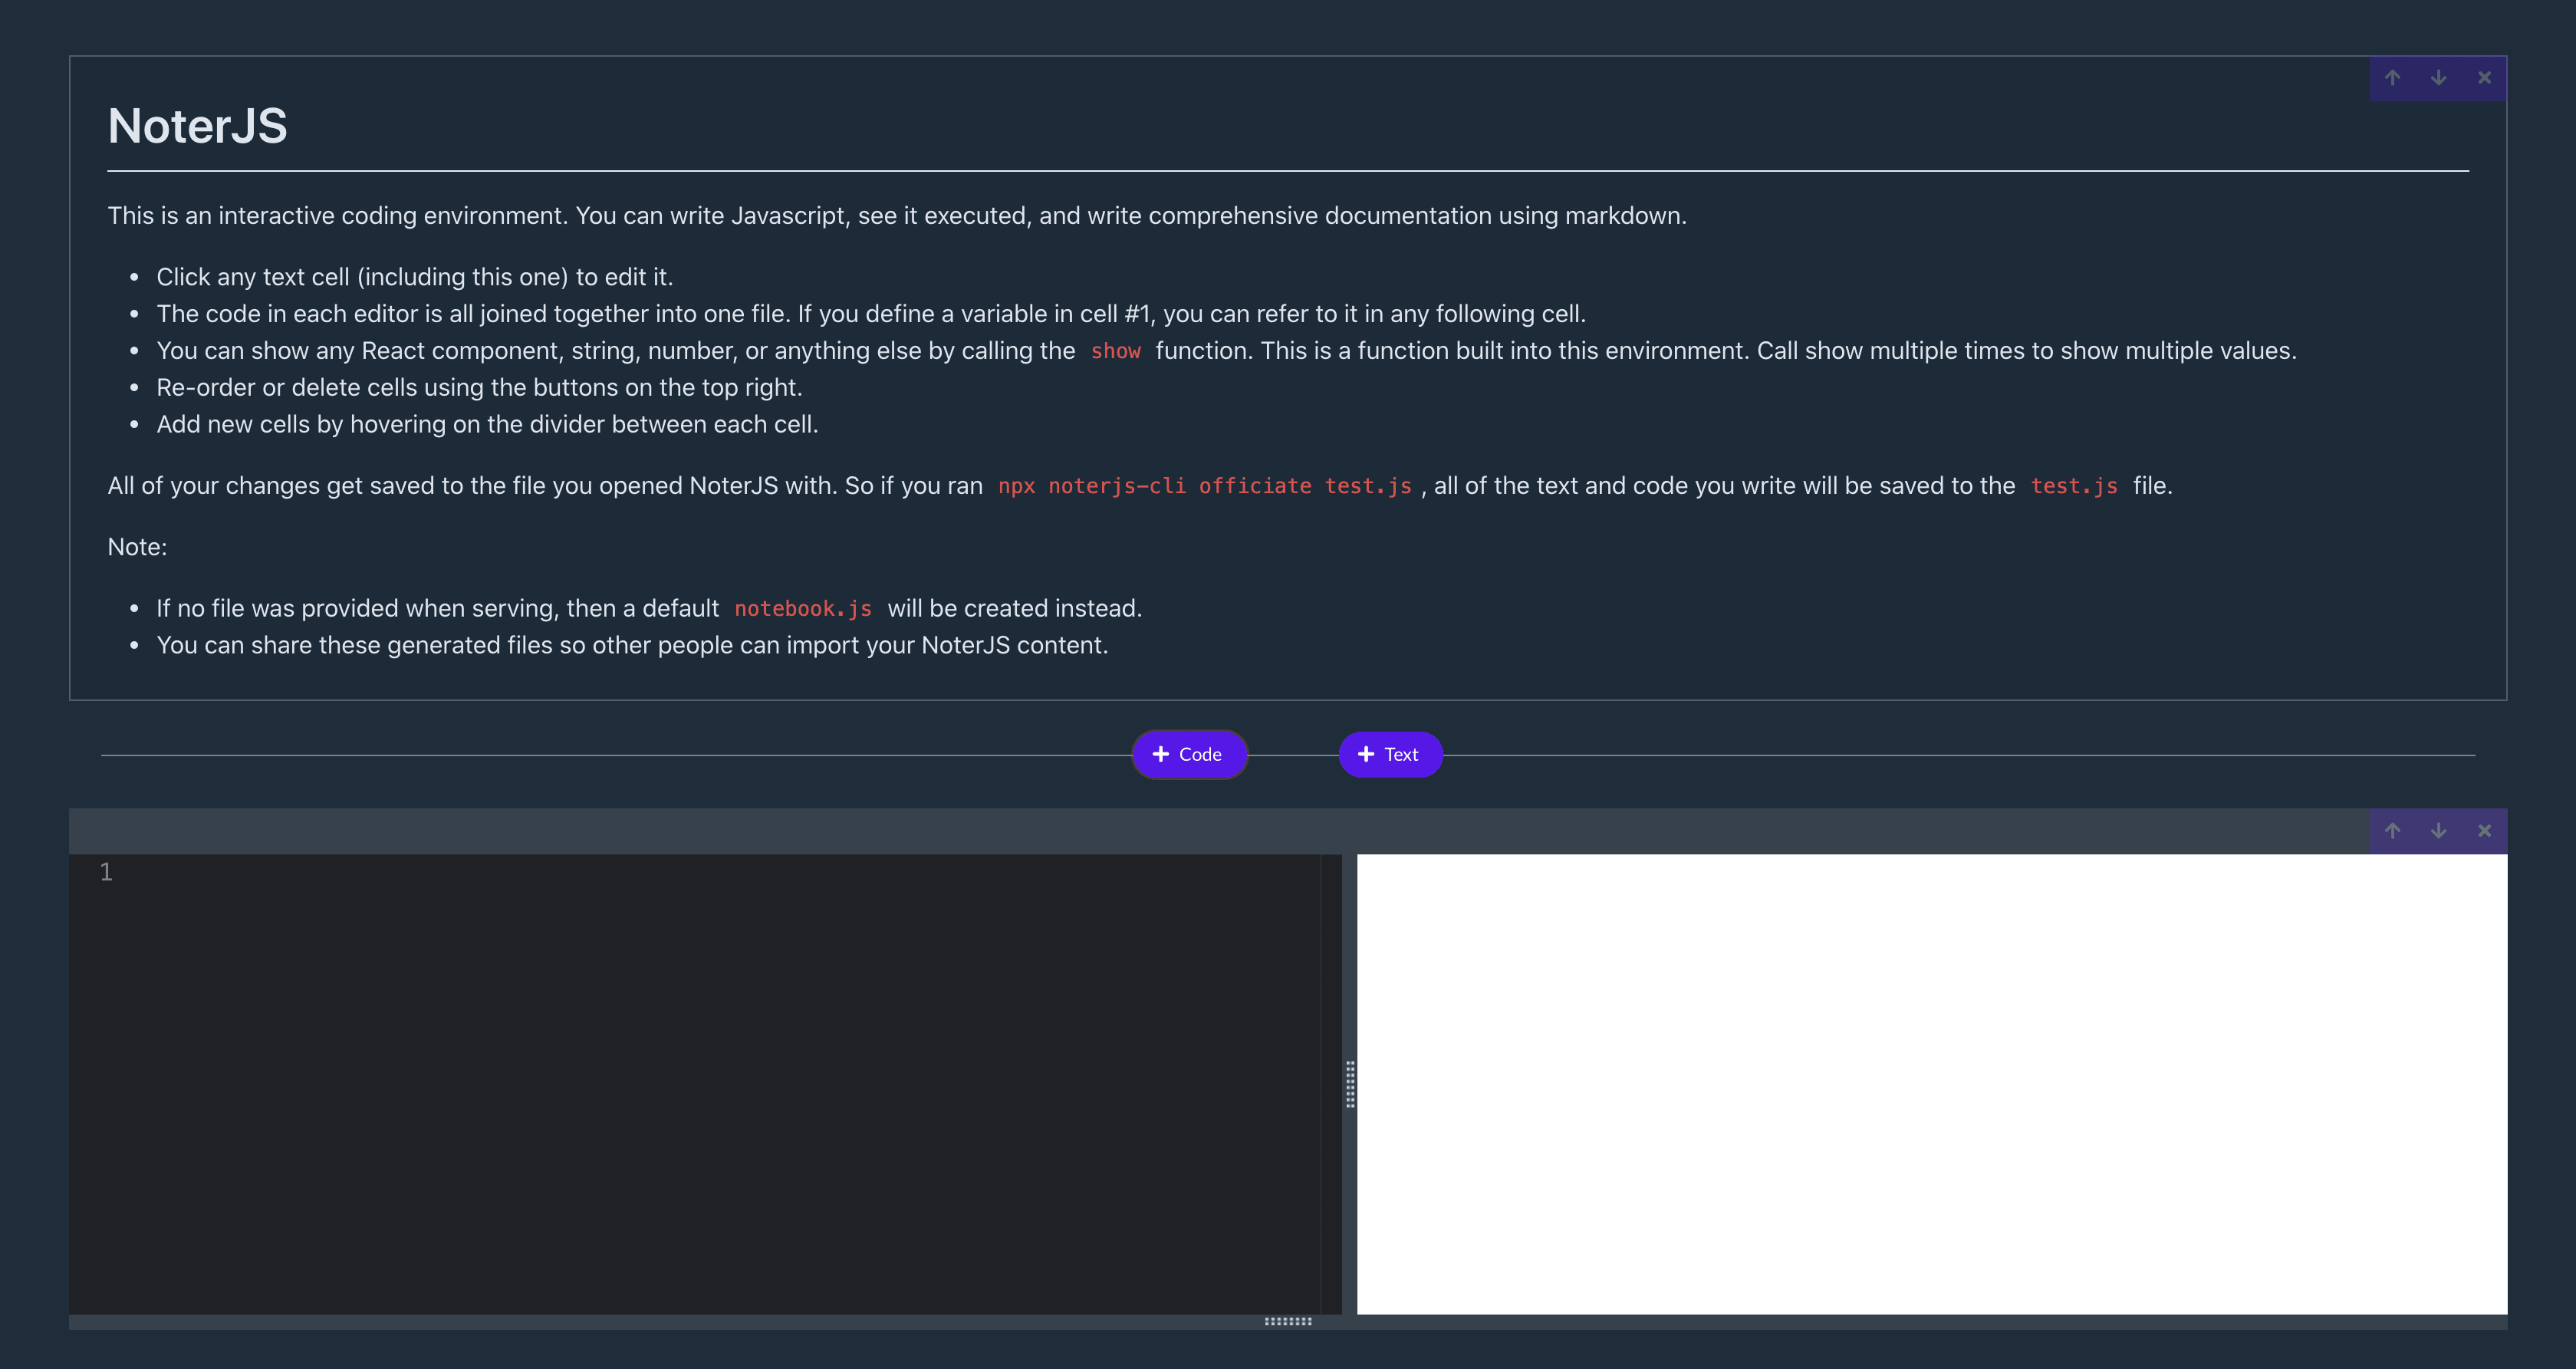 NoterJS
This is an interactive coding environment. You can write Javascript, see it executed, and write comprehensive documentation using markdown.
• Click any text cell (including this one) to edit it.
• The code in each editor is all joined together into one file. If you define a variable in cell #1, you can refer to it in any following cell.
• You can show any React component, string, number, or anything else by calling the show function. This is a function built into this environment. Call show multiple times to show multiple values.
• Re-order or delete cells using the buttons on the top right.
• Add new cells by hovering on the divider between each cell.
All of your changes get saved to the file you opened NoterJS with. So if you ran npx noterjs-cli officiate test.js , all of the text and code you write will be saved to the test.js file.
Note:
• If no file was provided when serving, then a default notebook.js will be created instead.
• You can share these generated files so other people can import your NoterJS content.
+ Code + Text
1